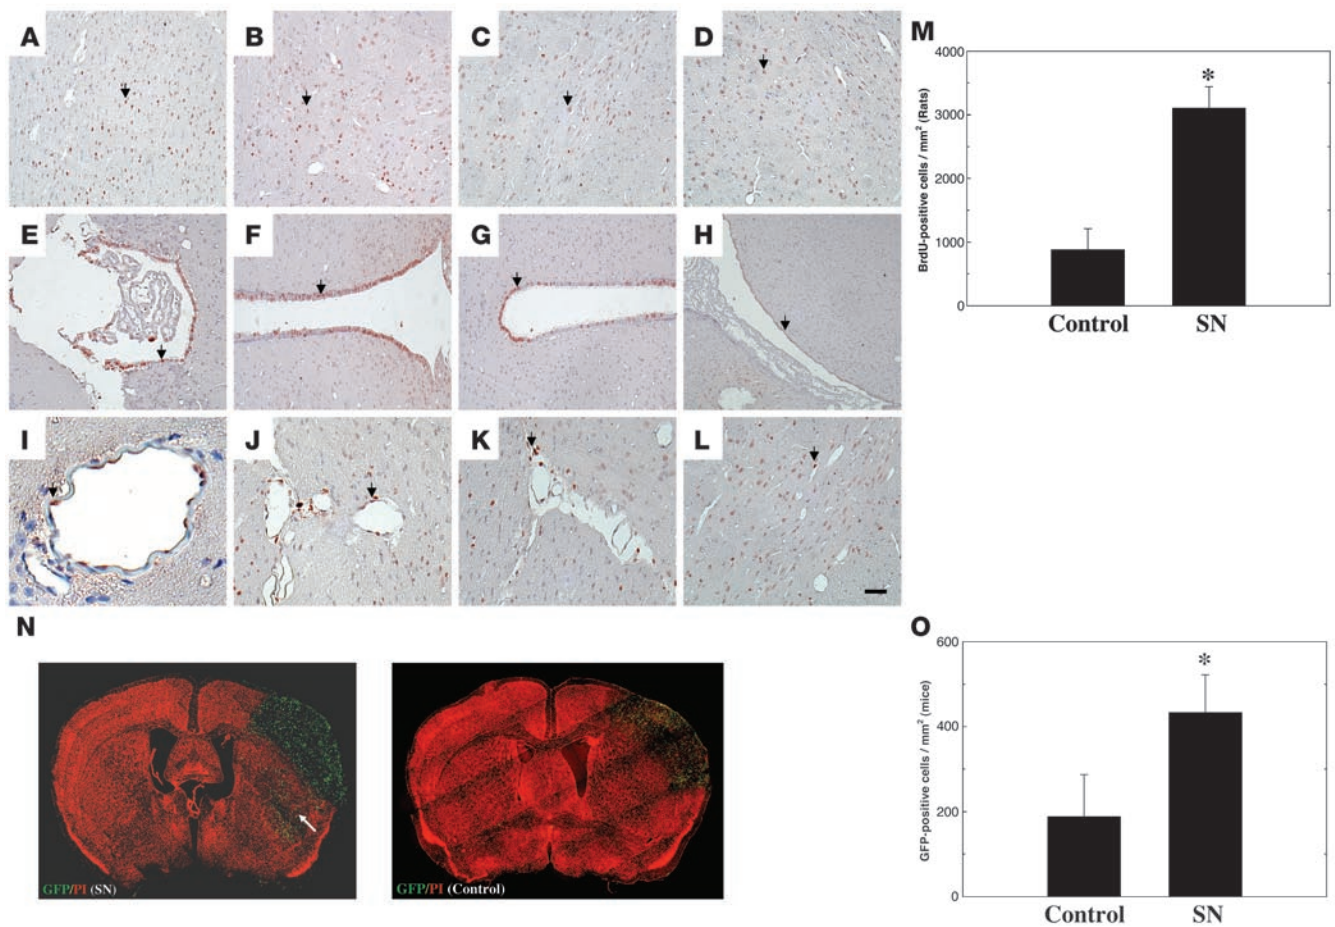 A
B
C
D
E
F
G
H
I
J
K
L
M
4000
3000
2000
1000
0
BrdU-positive cells / mm² (Rats)
*
Control SN
N
GFP/PI (SN)
GFP/PI (Control)
O
600
400
200
0
GFP-positive cells / mm² (mice)
*
Control SN